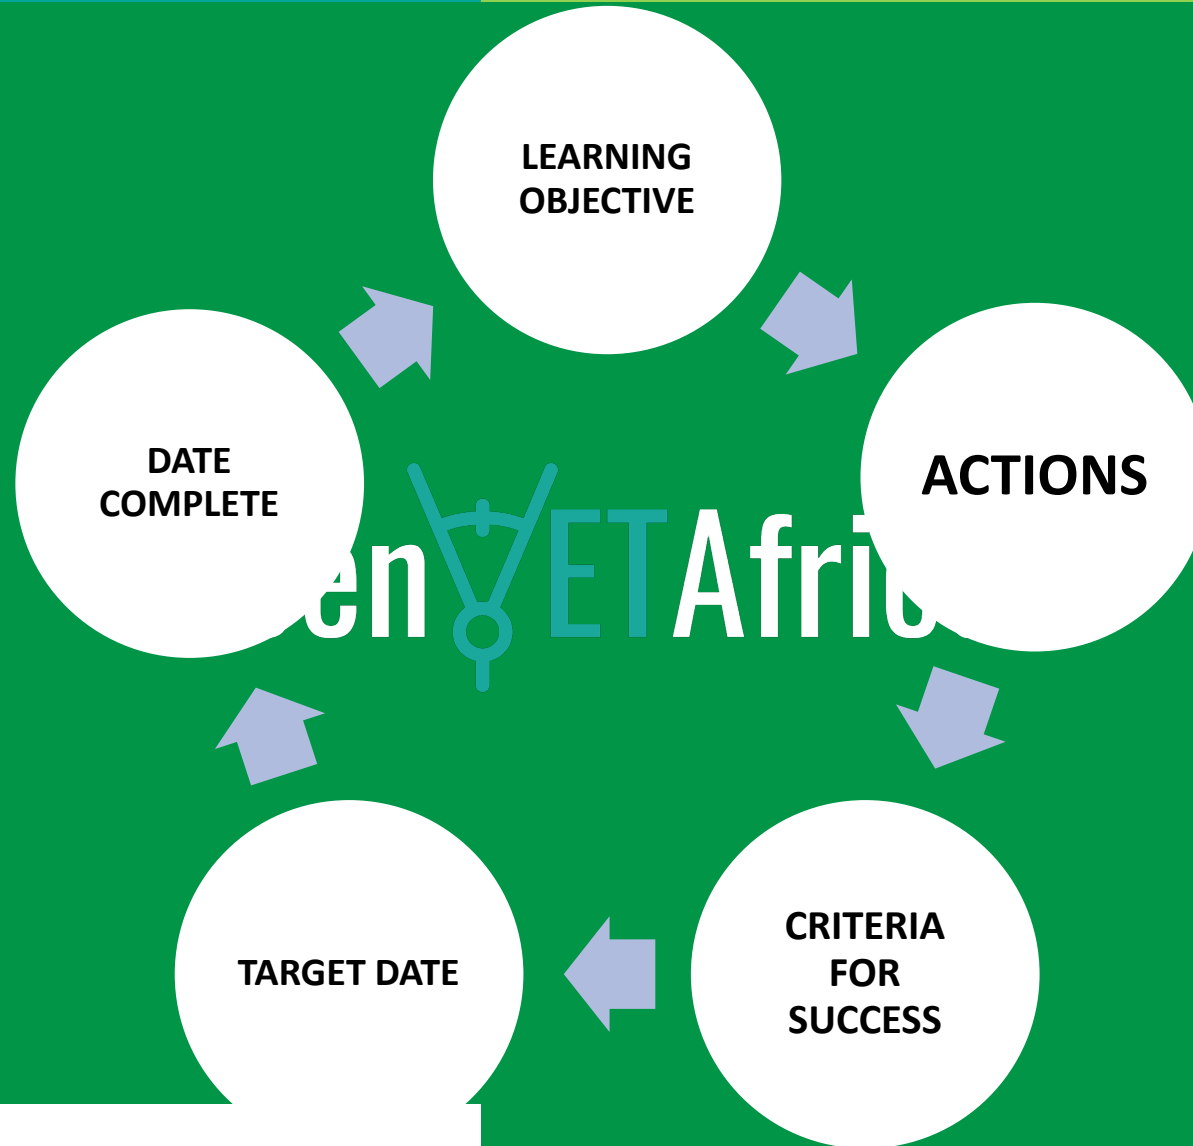 LEARNING
OBJECTIVE
ACTIONS
CRITERIA
FOR
SUCCESS
TARGET DATE
DATE
COMPLETE